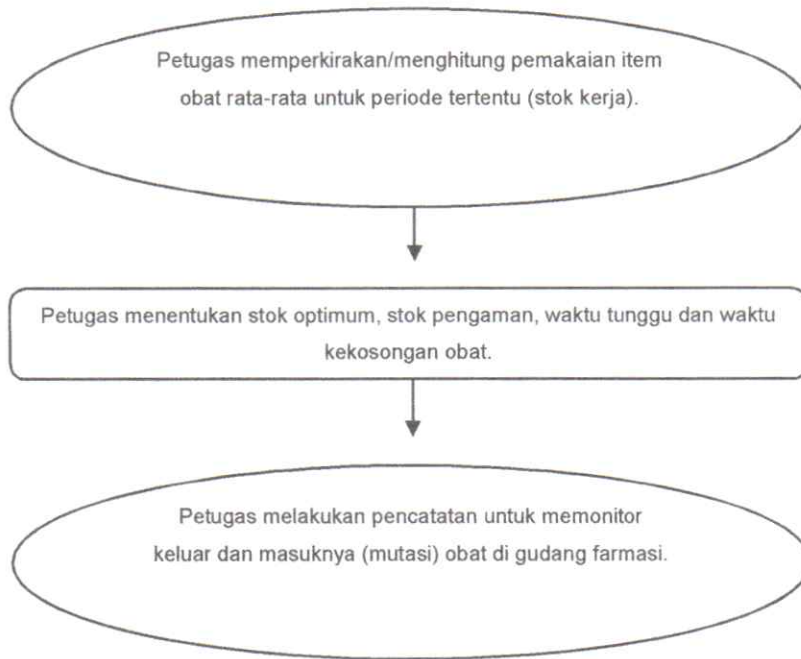 Petugas memperkirakan/menghitung pemakaian item
obat rata-rata untuk periode tertentu (stok kerja).
Petugas menentukan stok optimum, stok pengaman, waktu tunggu dan waktu
kekosongan obat.
Petugas melakukan pencatatan untuk memonitor
keluar dan masuknya (mutasi) obat di gudang farmasi.